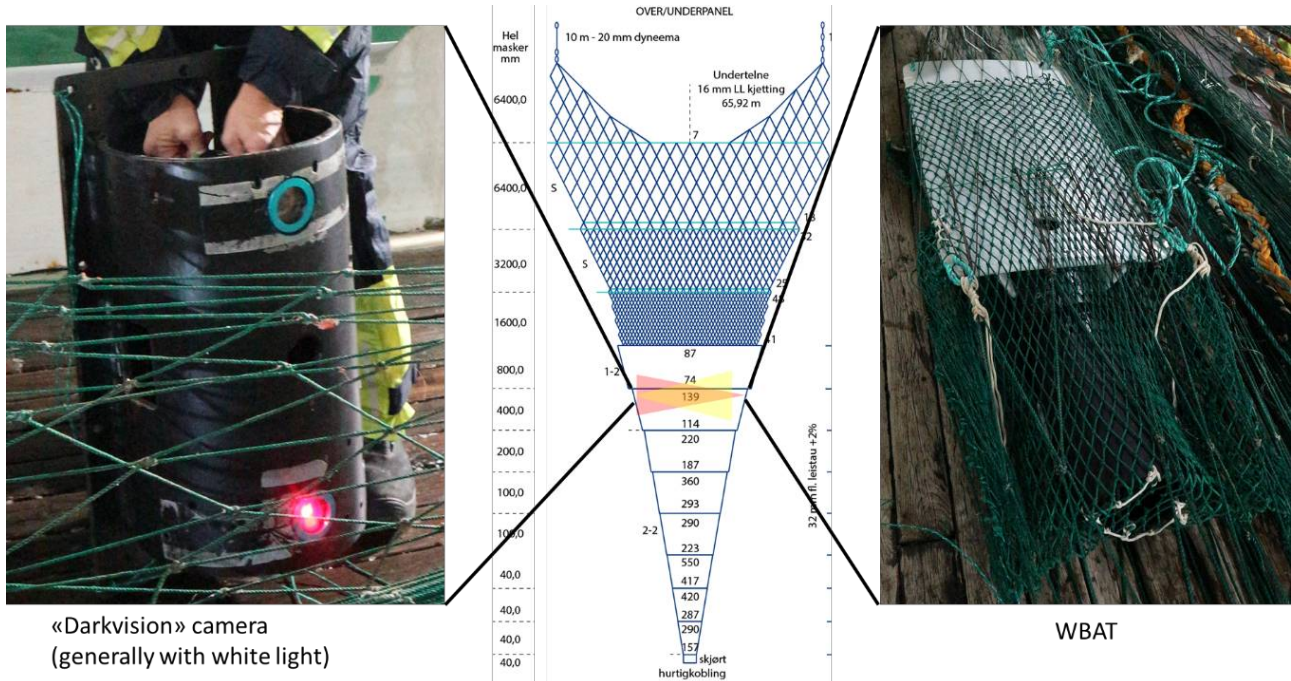 OVER/UNDERPANEL
Hel
masker
mm
10 m - 20 mm dyneema
1
Undertelne
16 mm LL kjetting
65,92 m
6400,0
7
6400,0
S
18
32
3200,0
S
25
48
1600,0
41
87
800,0
1-2
74
139
400,0
114
220
200,0
187
360
100,0
293
290
100,0
2-2
223
550
40,0
417
420
40,0
287
290
40,0
157
40,0
skjørt
hurtigkobling
32 mm fl. leistau +2%
«Darkvision» camera
(generally with white light)
WBAT